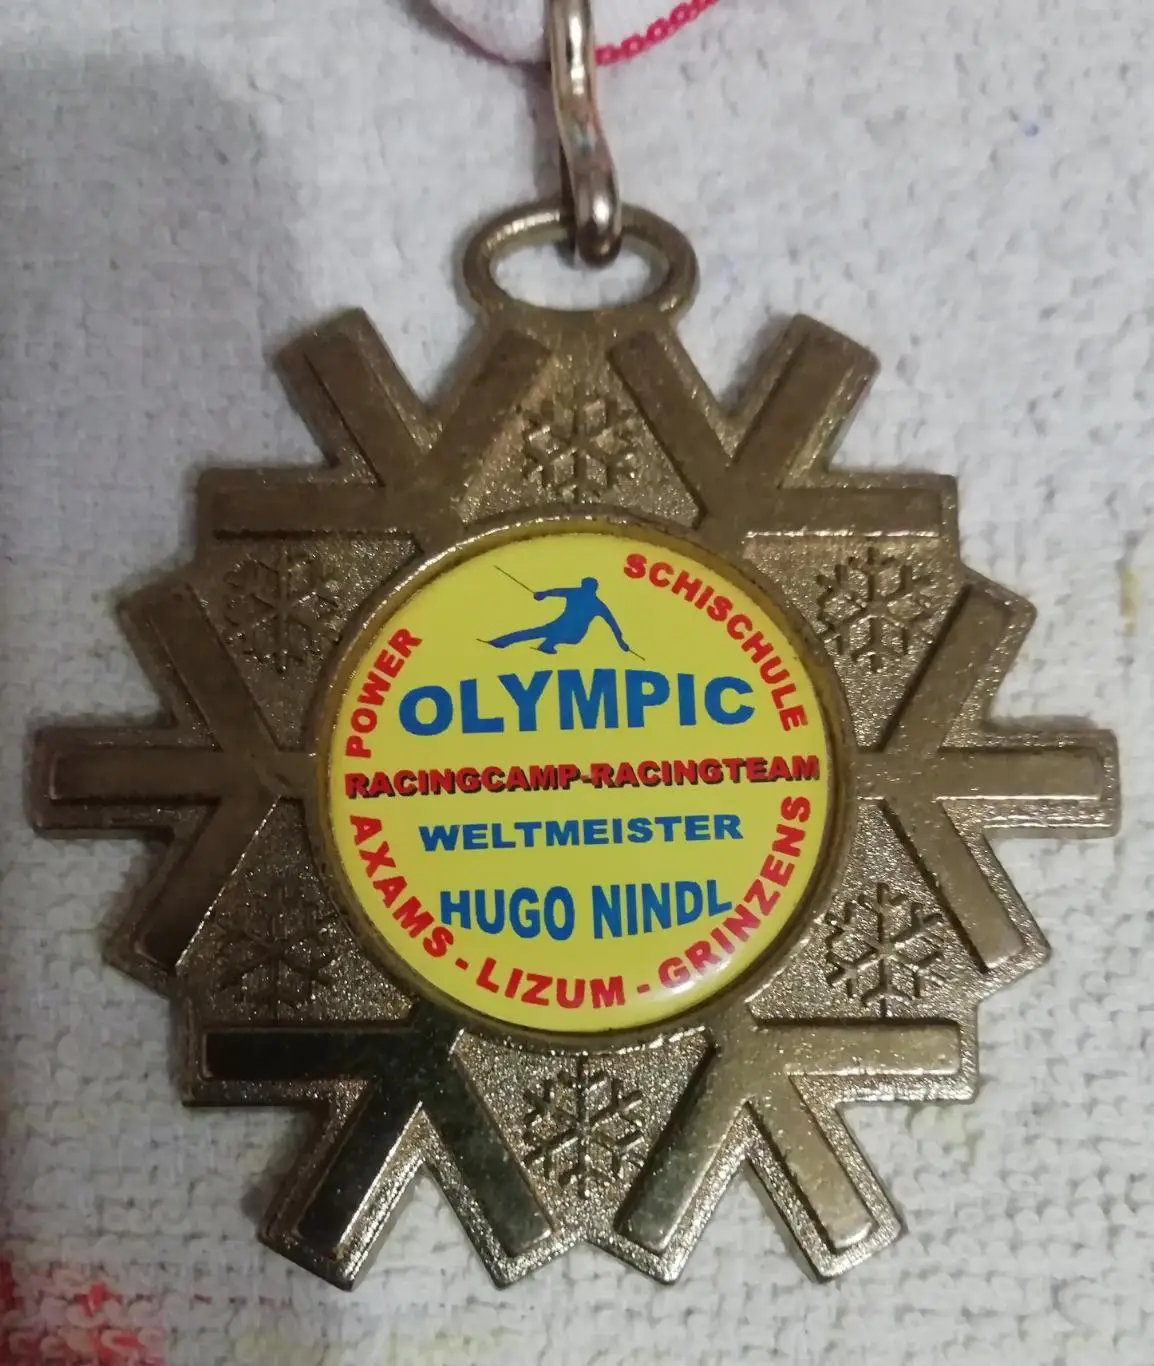 POWER
SCHISCHULE
OLYMPIC
RACINGCAMP-RACINGTEAM
WELTMEISTER
HUGO NINDL
AXAMS - LIZUM - GRINZENS